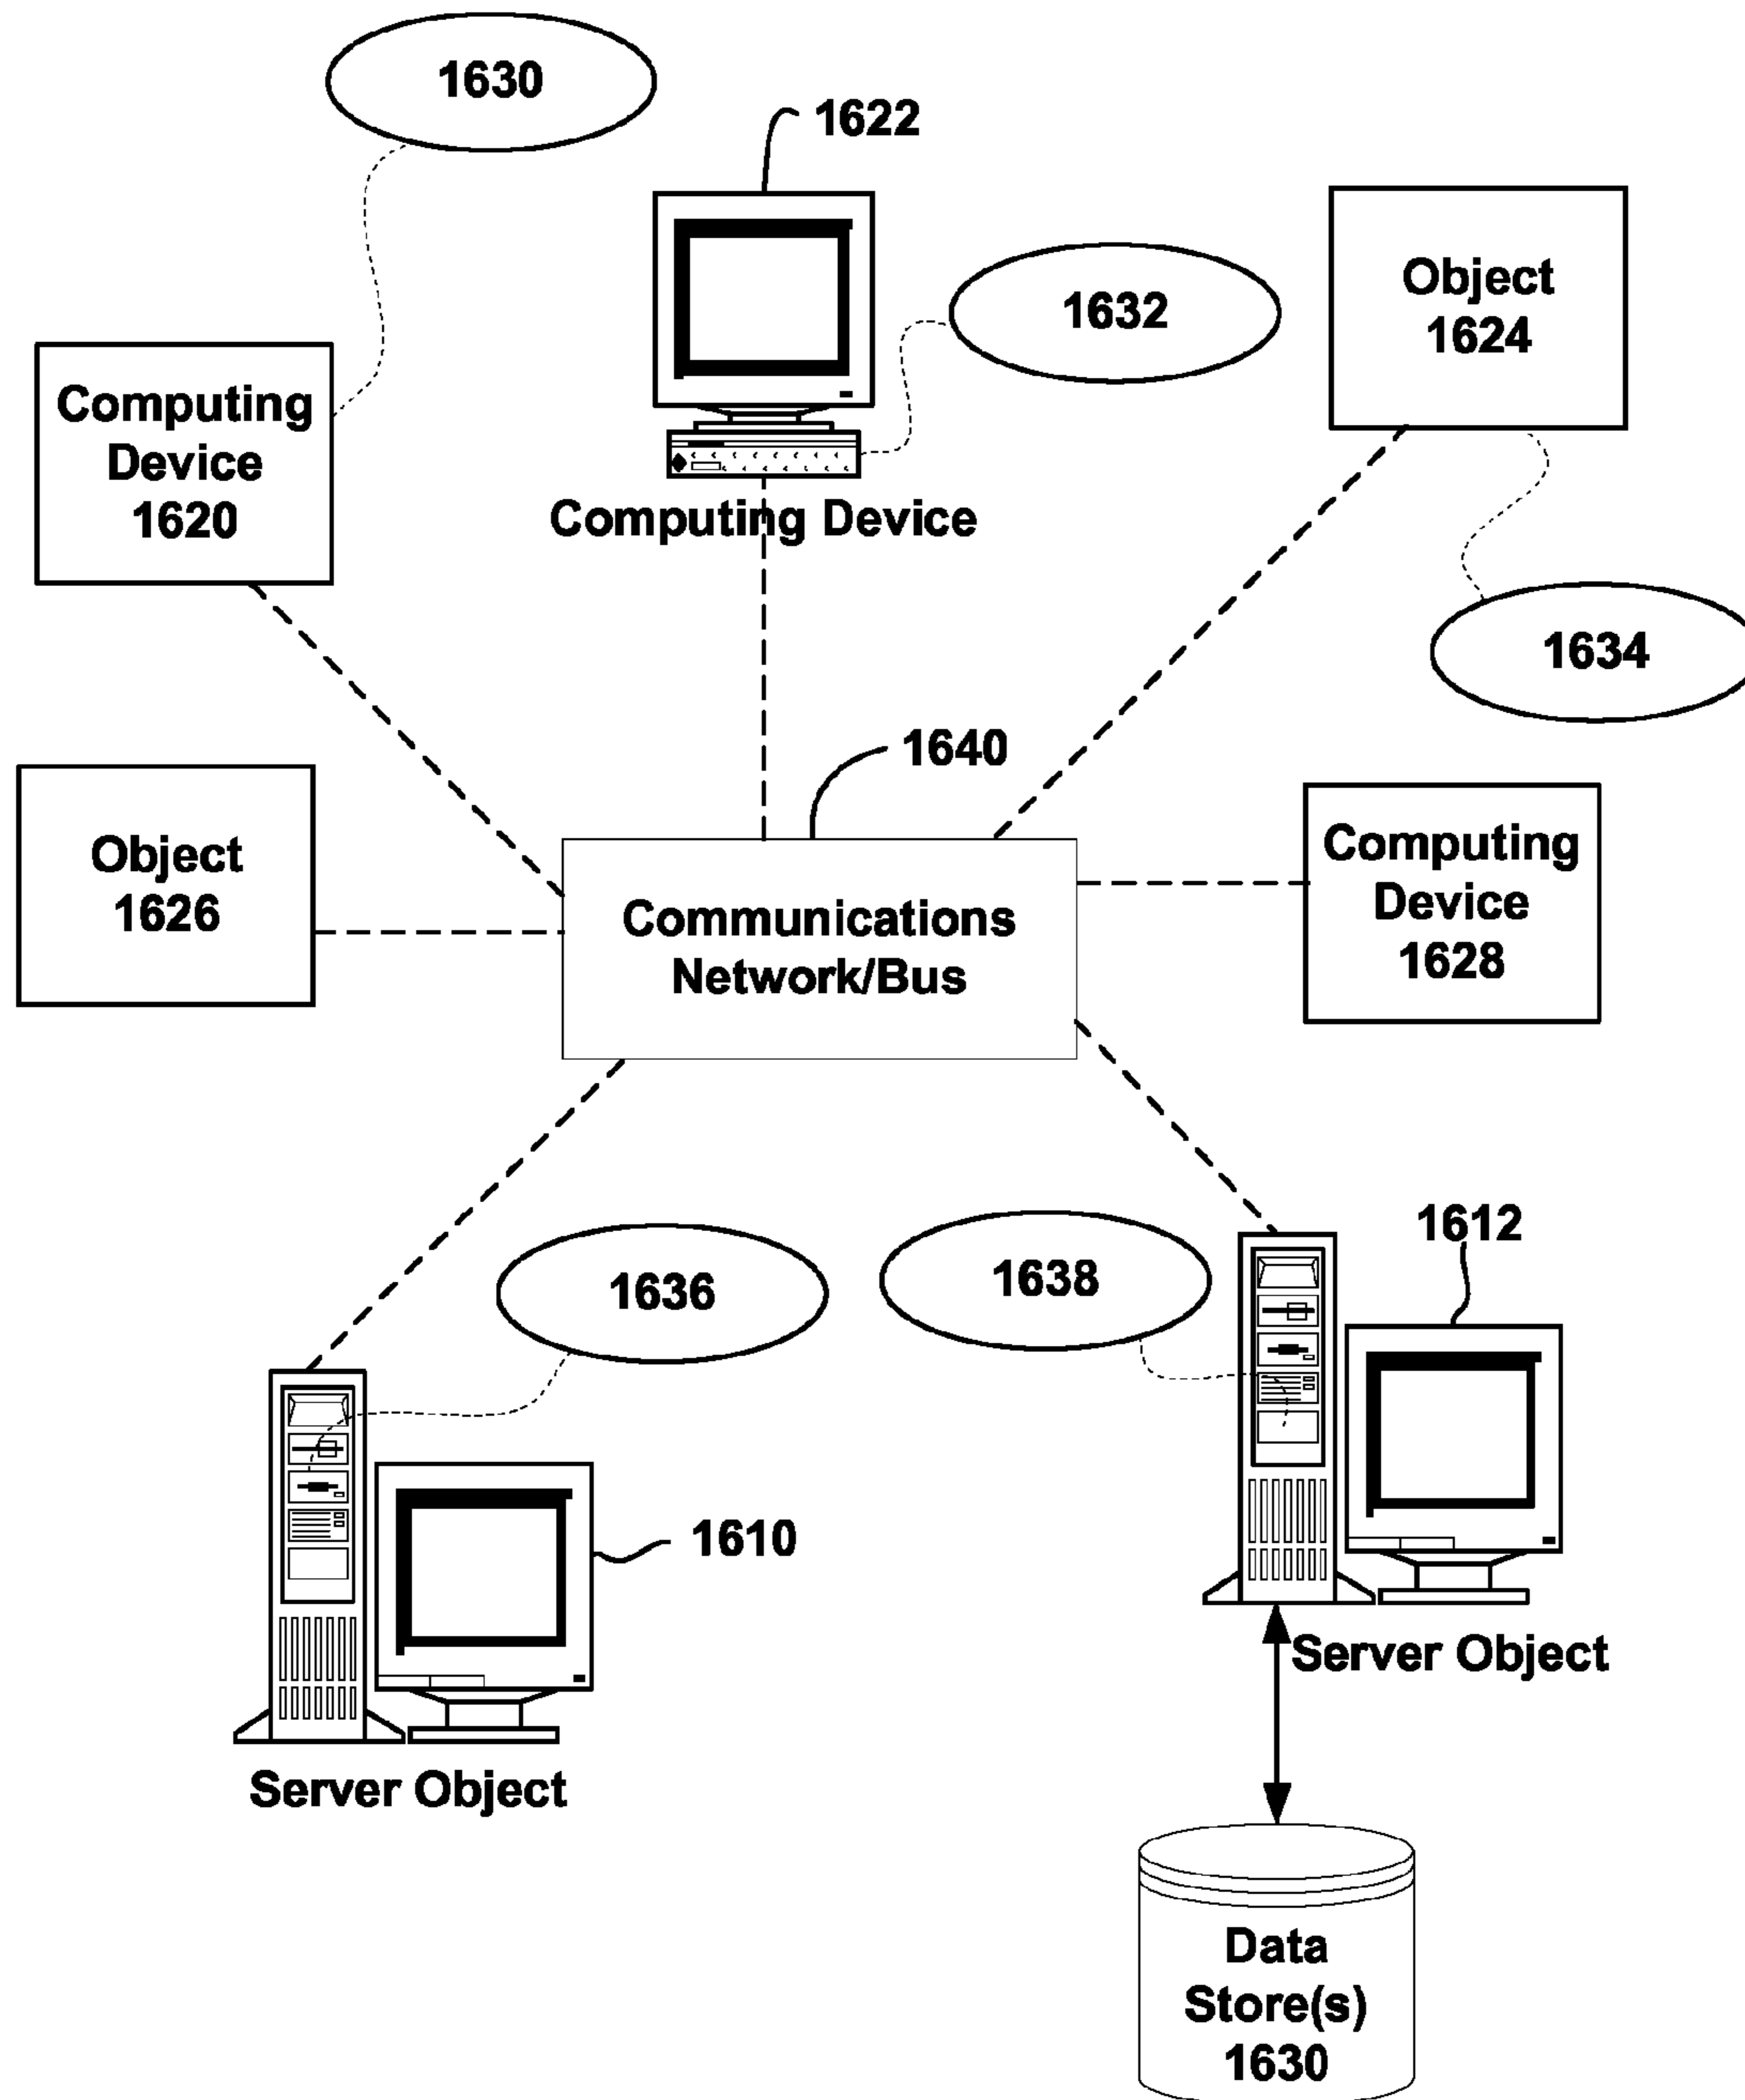 1630
1622
1632
Object
1624
Computing
Device
1620
Computing Device
1634
1640
Object
1626
Communications
Network/Bus
Computing
Device
1628
1612
1636
1638
1610
Server Object
Server Object
Data
Store(s)
1630